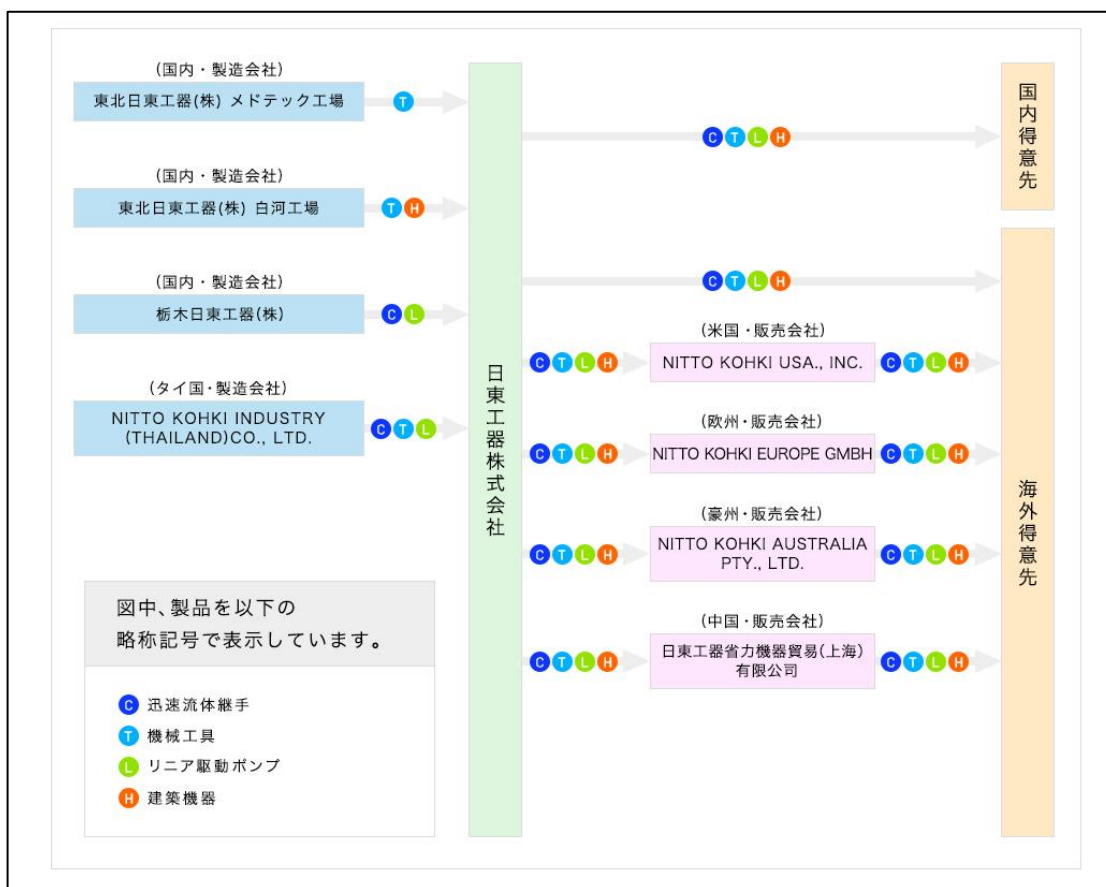 (国内・製造会社)
東北日東工器(株) メドテック工場
T
(国内・製造会社)
東北日東工器(株) 白河工場
T H
(国内・製造会社)
栃木日東工器(株)
C L
(タイ国・製造会社)
NITTO KOHKI INDUSTRY
(THAILAND)CO., LTD.
C T L
日東工器株式会社
C T L H
国内得意先
C T L H
(米国・販売会社)
C T L H
NITTO KOHKI USA., INC.
C T L H
(欧州・販売会社)
C T L H
NITTO KOHKI EUROPE GMBH
C T L H
(豪州・販売会社)
C T L H
NITTO KOHKI AUSTRALIA
PTY., LTD.
C T L H
(中国・販売会社)
C T L H
日東工器省力機器貿易(上海)
有限公司
C T L H
海外得意先
図中、製品を以下の
略称記号で表示しています。
C 迅速流体継手
T 機械工具
L リニア駆動ポンプ
H 建築機器